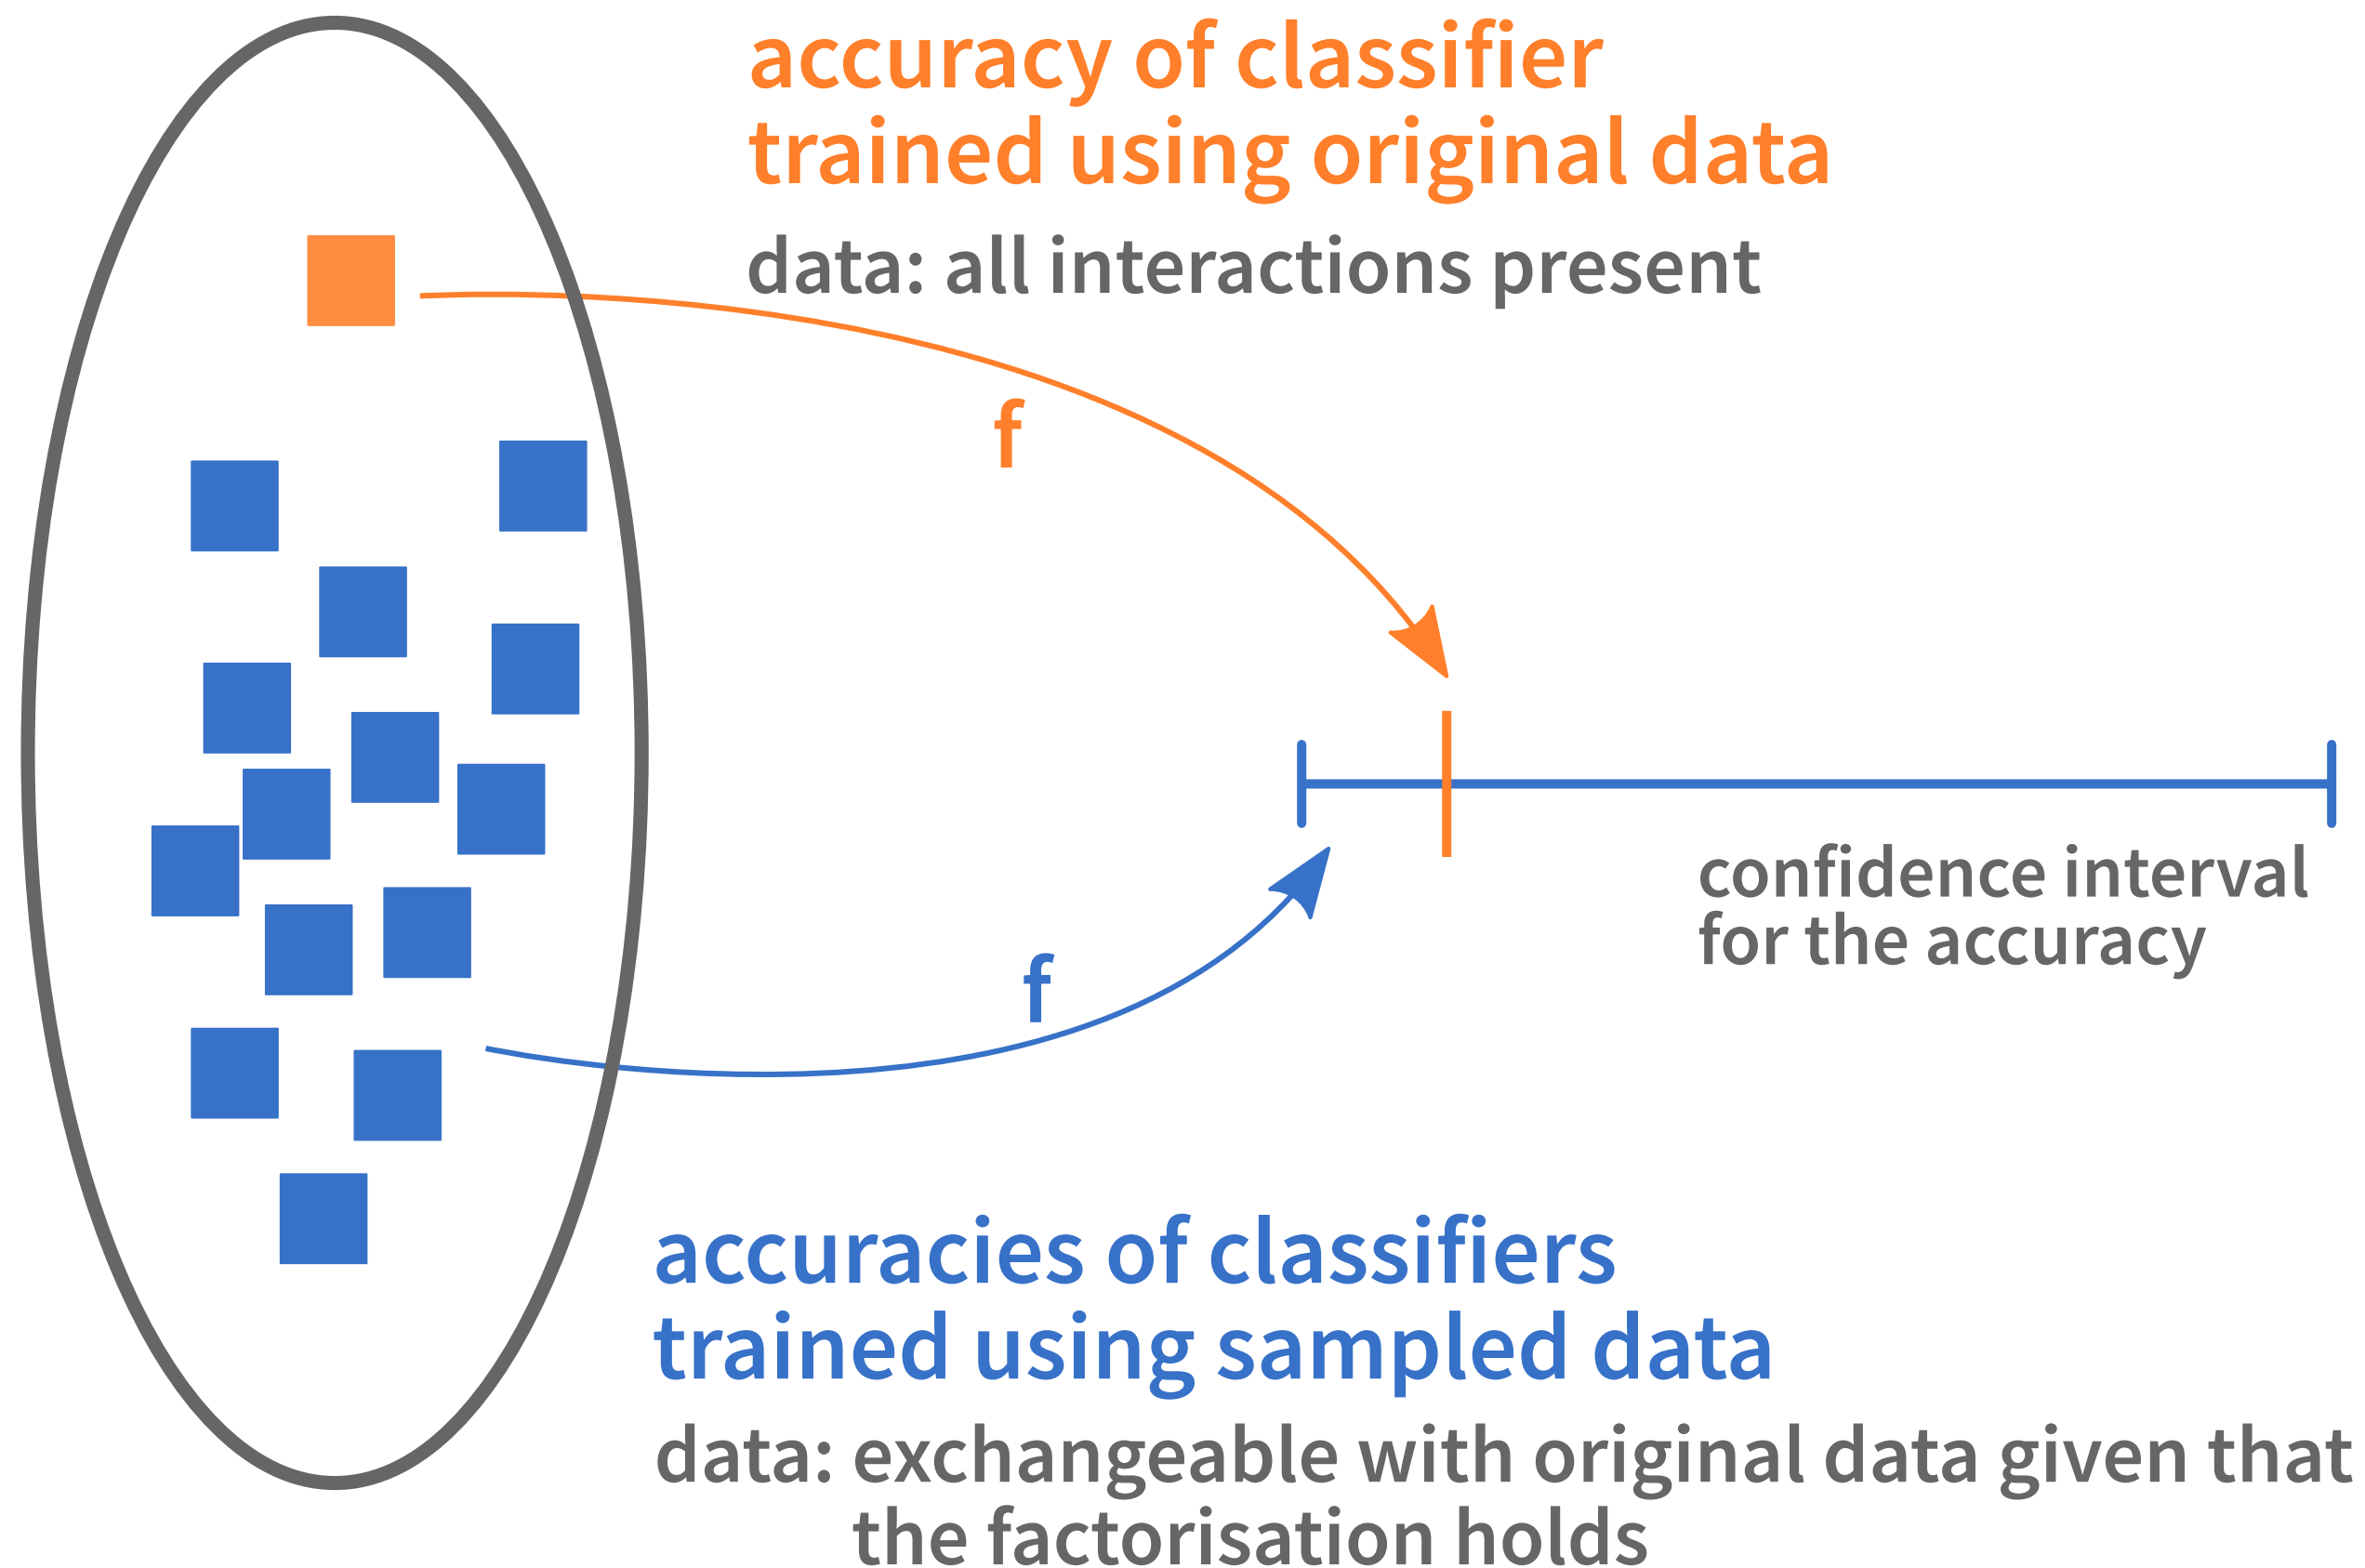 accuracy of classifier
trained using original data
data: all interactions present
f
confidence interval
for the accuracy
f
accuracies of classifiers
trained using sampled data
data: exchangeable with original data given that
the factorisation holds